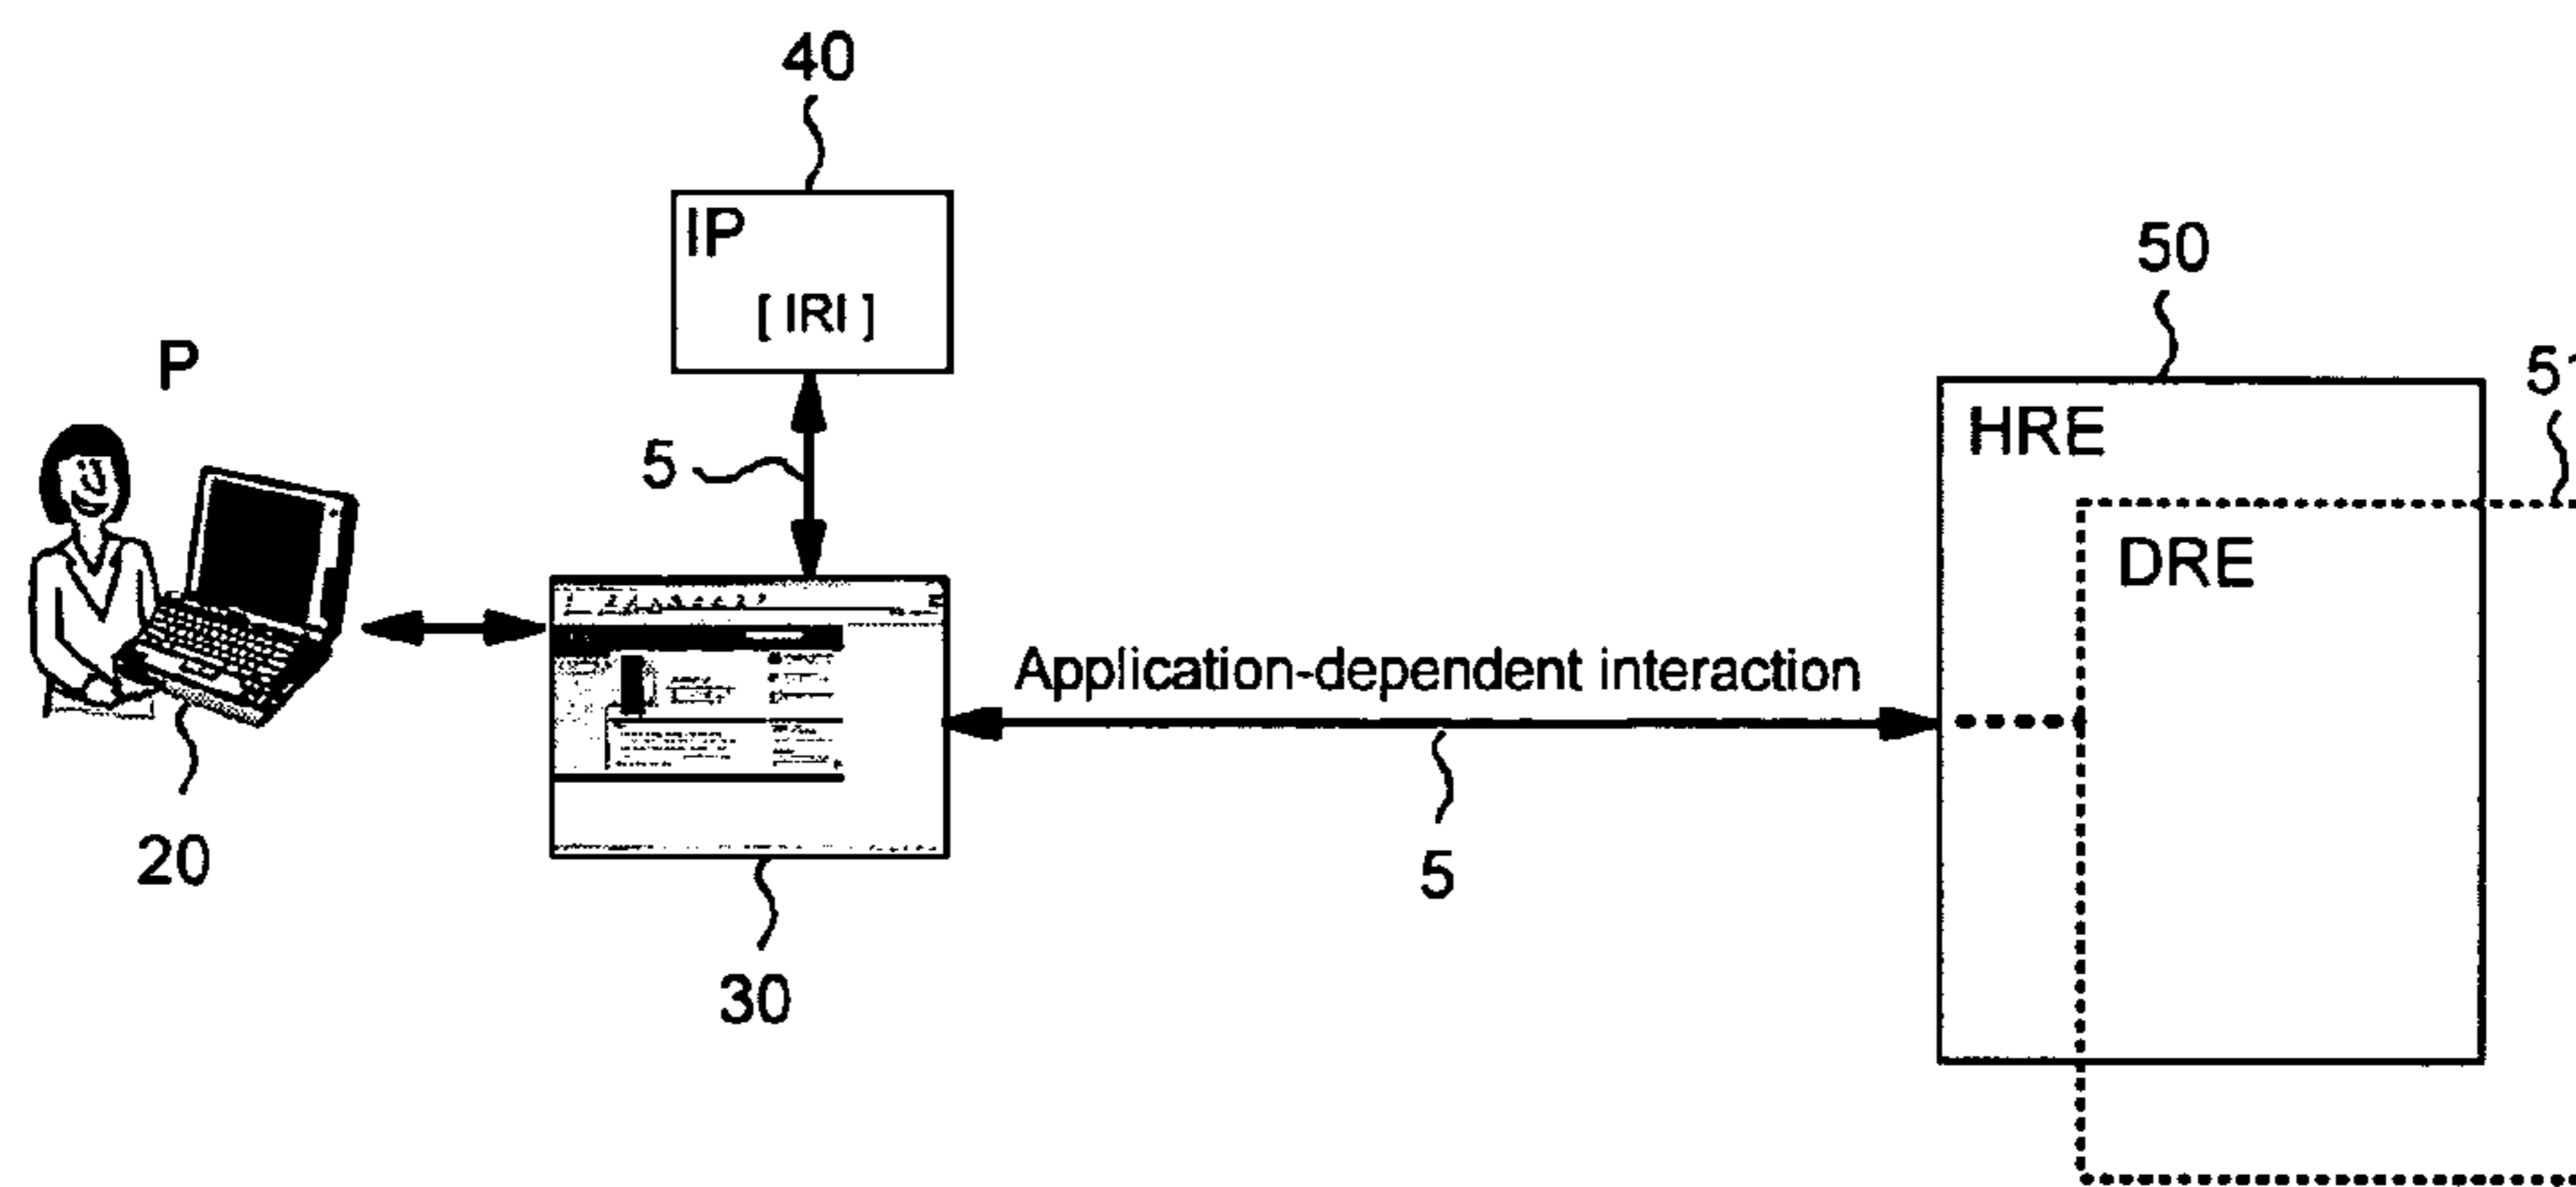 40
IP
[ IRI ]
50
P
51
HRE
5
DRE
Application-dependent interaction
20
5
30